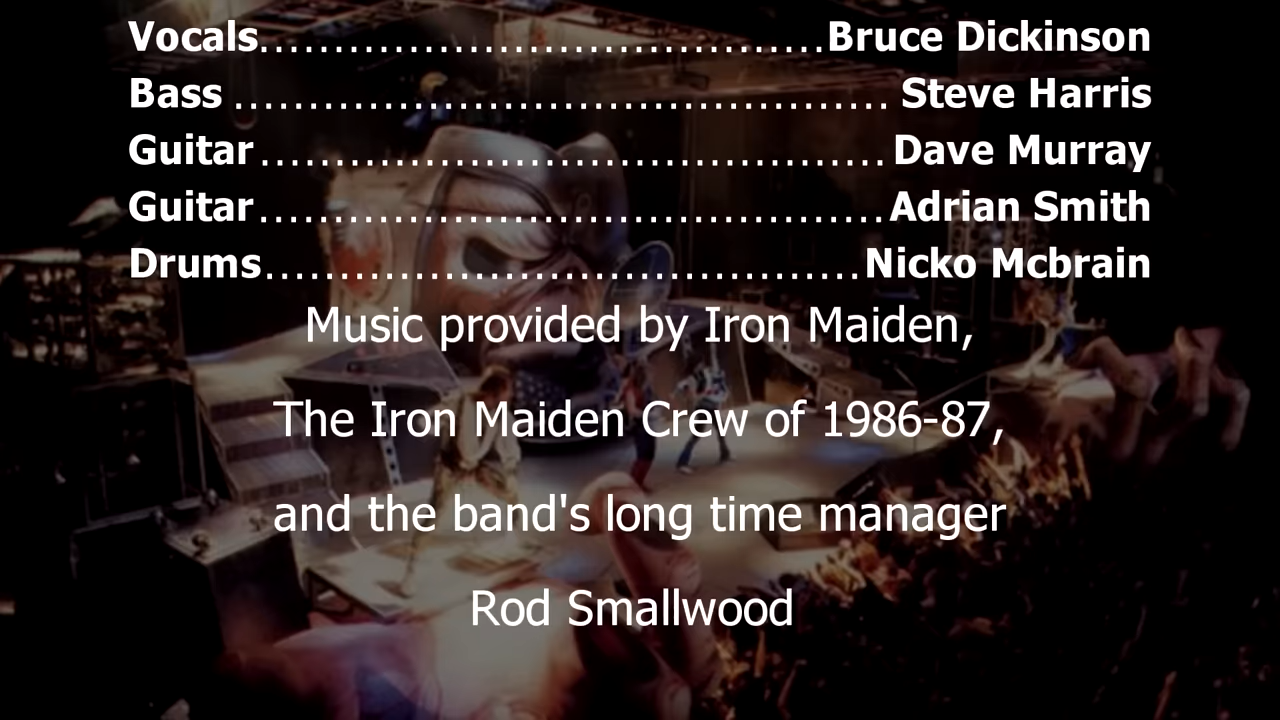 Vocals......................................Bruce Dickinson
Bass ............................................ Steve Harris
Guitar .......................................... Dave Murray
Guitar .......................................... Adrian Smith
Drums........................................Nicko Mcbrain
Music provided by Iron Maiden,
The Iron Maiden Crew of 1986-87,
and the band's long time manager
Rod Smallwood